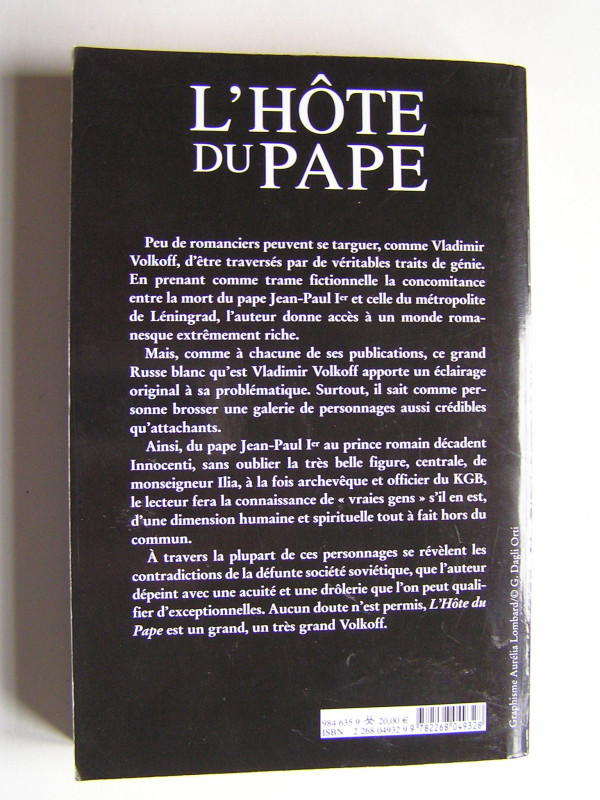 L'HÔTE
DU PAPE
Peu de romanciers peuvent se targuer, comme Vladimir
Volkoff, d'être traversés par de véritables traits de génie.
En prenant comme trame fictionnelle la concomitance
entre la mort du pape Jean-Paul Ier et celle du métropolite
de Léningrad, l'auteur donne accès à un monde roma-
nesque extrêmement riche.
Mais, comme à chacune de ses publications, ce grand
Russe blanc qu'est Vladimir Volkoff apporte un éclairage
original à sa problématique. Surtout, il sait comme per-
sonne brosser une galerie de personnages aussi crédibles
qu'attachants.
Ainsi, du pape Jean-Paul Ier au prince romain décadent
Innocenti, sans oublier la très belle figure, centrale, de
monseigneur Ilia, à la fois archevêque et officier du KGB,
le lecteur fera la connaissance de « vraies gens » s'il en est,
d'une dimension humaine et spirituelle tout à fait hors du
commun.
À travers la plupart de ces personnages se révèlent les
contradictions de la défunte société soviétique, que l'auteur
dépeint avec une acuité et une drôlerie que l'on peut quali-
fier d'exceptionnelles. Aucun doute n'est permis, L'Hôte du
Pape est un grand, un très grand Volkoff.
Graphisme Aurélia Lombard/© G. Dagli Orti
984 635 9 20,00 €
ISBN 2 268 04932 9
9 782268 049328